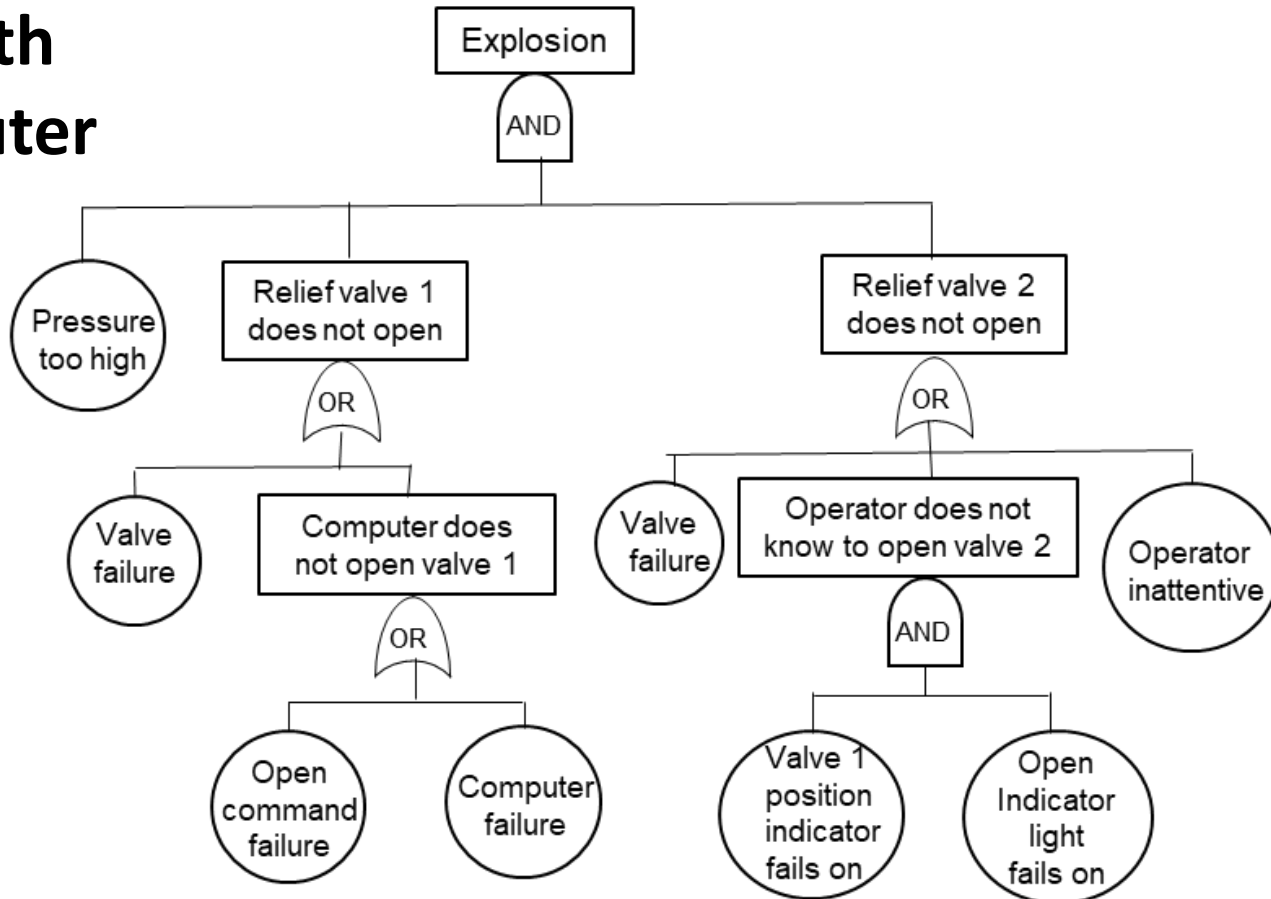 th
uter
Explosion
AND
Pressure
too high
Relief valve 1
does not open
Relief valve 2
does not open
OR
OR
Valve
failure
Computer does
not open valve 1
Valve
failure
Operator does not
know to open valve 2
Operator
inattentive
OR
AND
Open
command
failure
Computer
failure
Valve 1
position
indicator
fails on
Open
Indicator
light
fails on